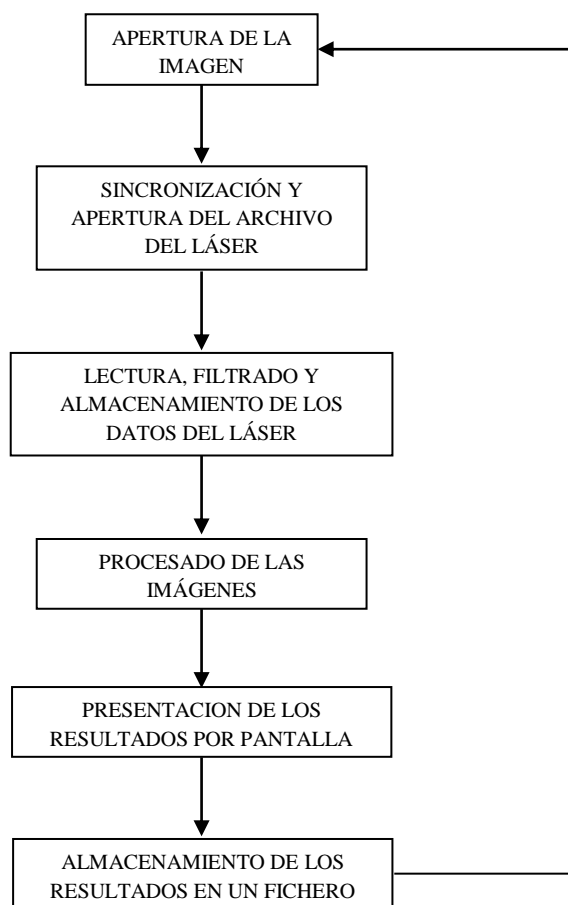 APERTURA DE LA
IMAGEN
SINCRONIZACIÓN Y
APERTURA DEL ARCHIVO
DEL LÁSER
LECTURA, FILTRADO Y
ALMACENAMIENTO DE LOS
DATOS DEL LÁSER
PROCESADO DE LAS
IMÁGENES
PRESENTACION DE LOS
RESULTADOS POR PANTALLA
ALMACENAMIENTO DE LOS
RESULTADOS EN UN FICHERO